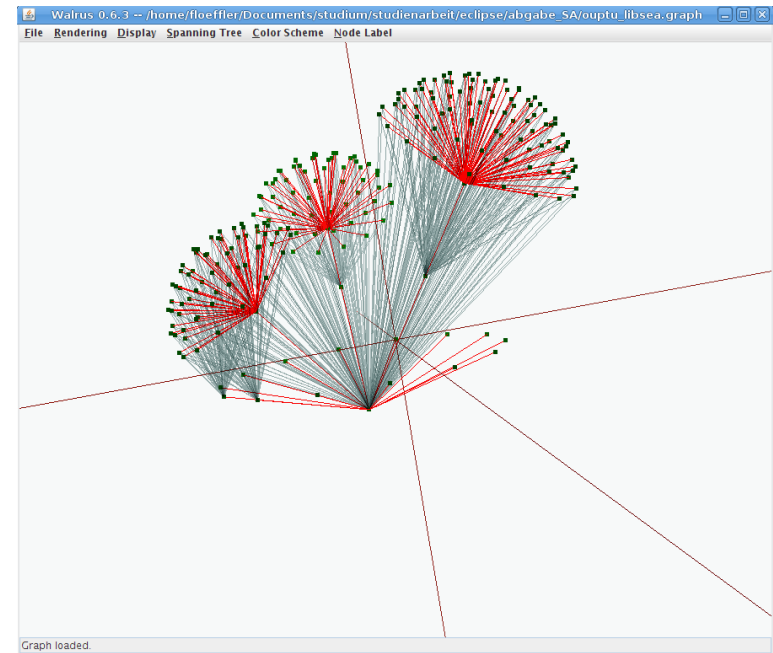 Walrus 0.6.3 -- /home/floeffler/Documents/studium/studienarbeit/eclipse/abgabe_SA/ouptu_libsea.graph
File Rendering Display Spanning Tree Color Scheme Node Label
Graph loaded.